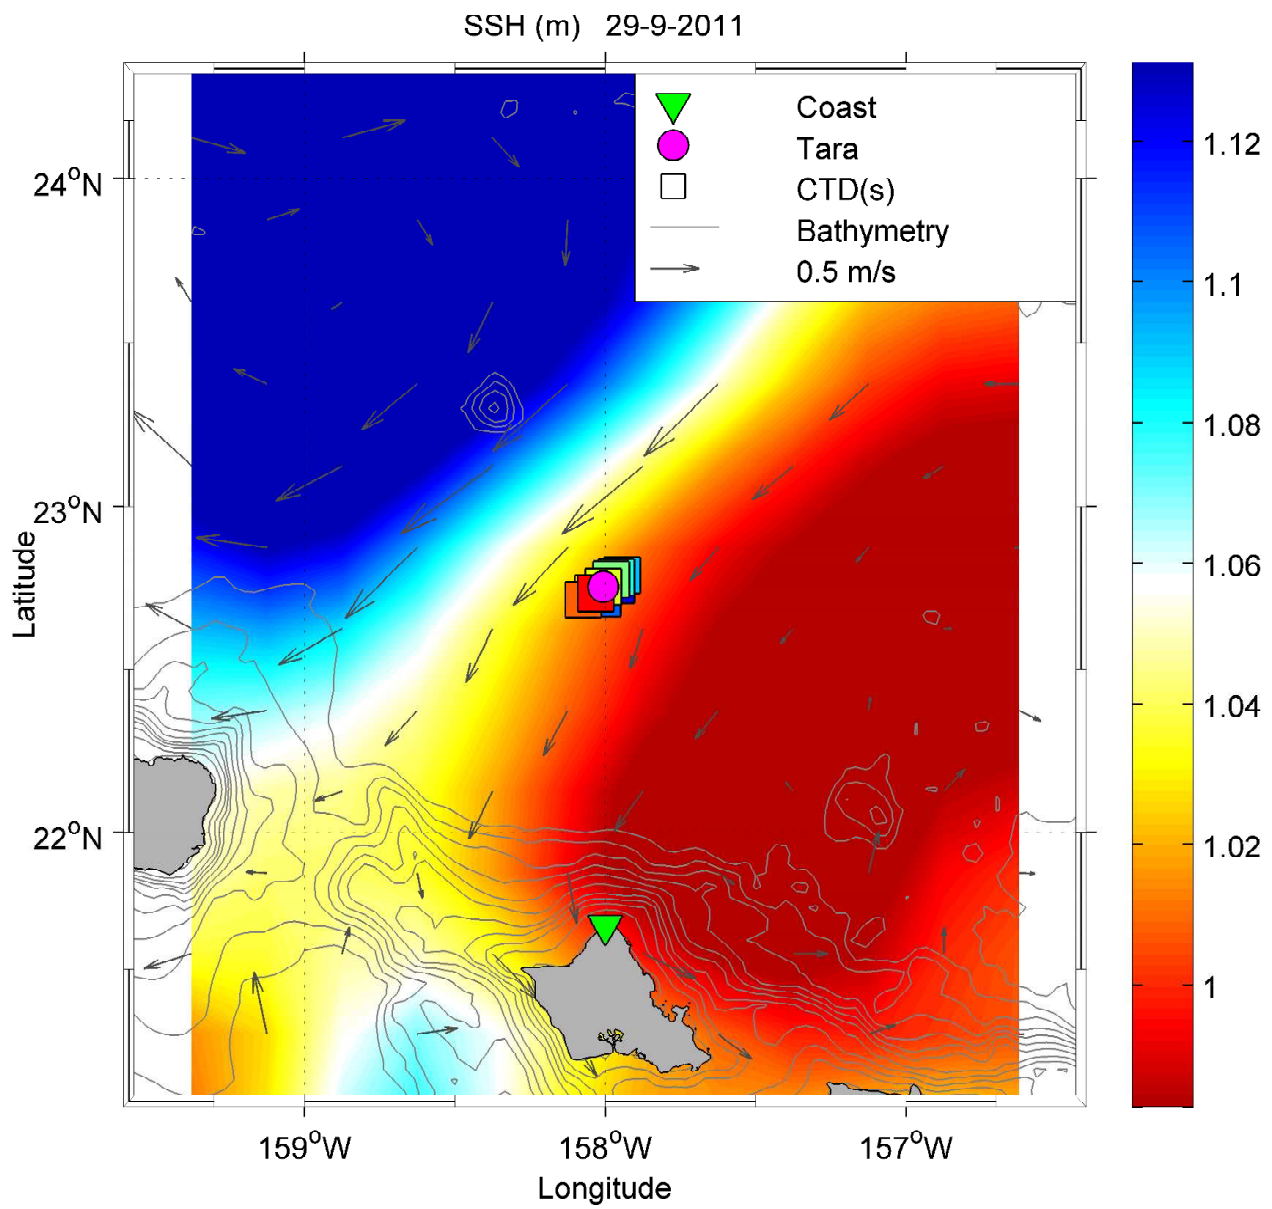 SSH (m) 29-9-2011
Coast
Tara
CTD(s)
Bathymetry
0.5 m/s
24°N
23°N
22°N
Latitude
159°W
158°W
157°W
Longitude
1.12
1.1
1.08
1.06
1.04
1.02
1